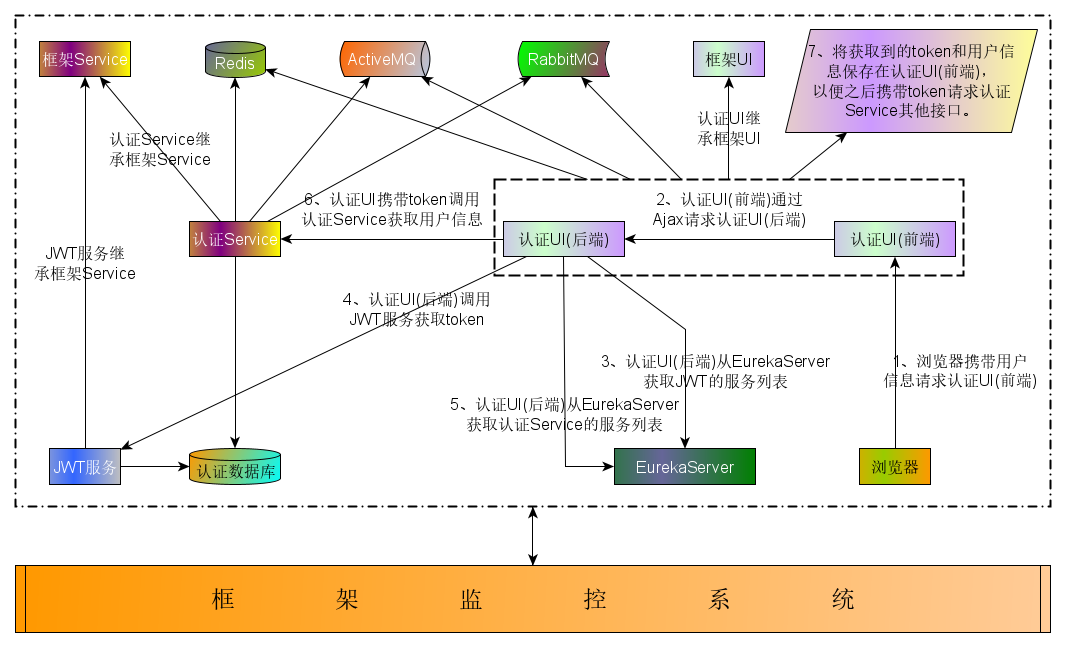 框架Service
Redis
ActiveMQ
RabbitMQ
框架UI
7、将获取到的token和用户信
息保存在认证UI(前端)，
以便之后携带token请求认证
Service其他接口。
认证Service继
承框架Service
认证UI继
承框架UI
6、认证UI携带token调用
认证Service获取用户信息
2、认证UI(前端)通过
Ajax请求认证UI(后端)
认证Service
认证UI(后端)
认证UI(前端)
JWT服务继
承框架Service
4、认证UI(后端)调用
JWT服务获取token
3、认证UI(后端)从EurekaServer
获取JWT的服务列表
1、浏览器携带用户
信息请求认证UI(前端)
5、认证UI(后端)从EurekaServer
获取认证Service的服务列表
JWT服务
认证数据库
EurekaServer
浏览器
框架监控系统